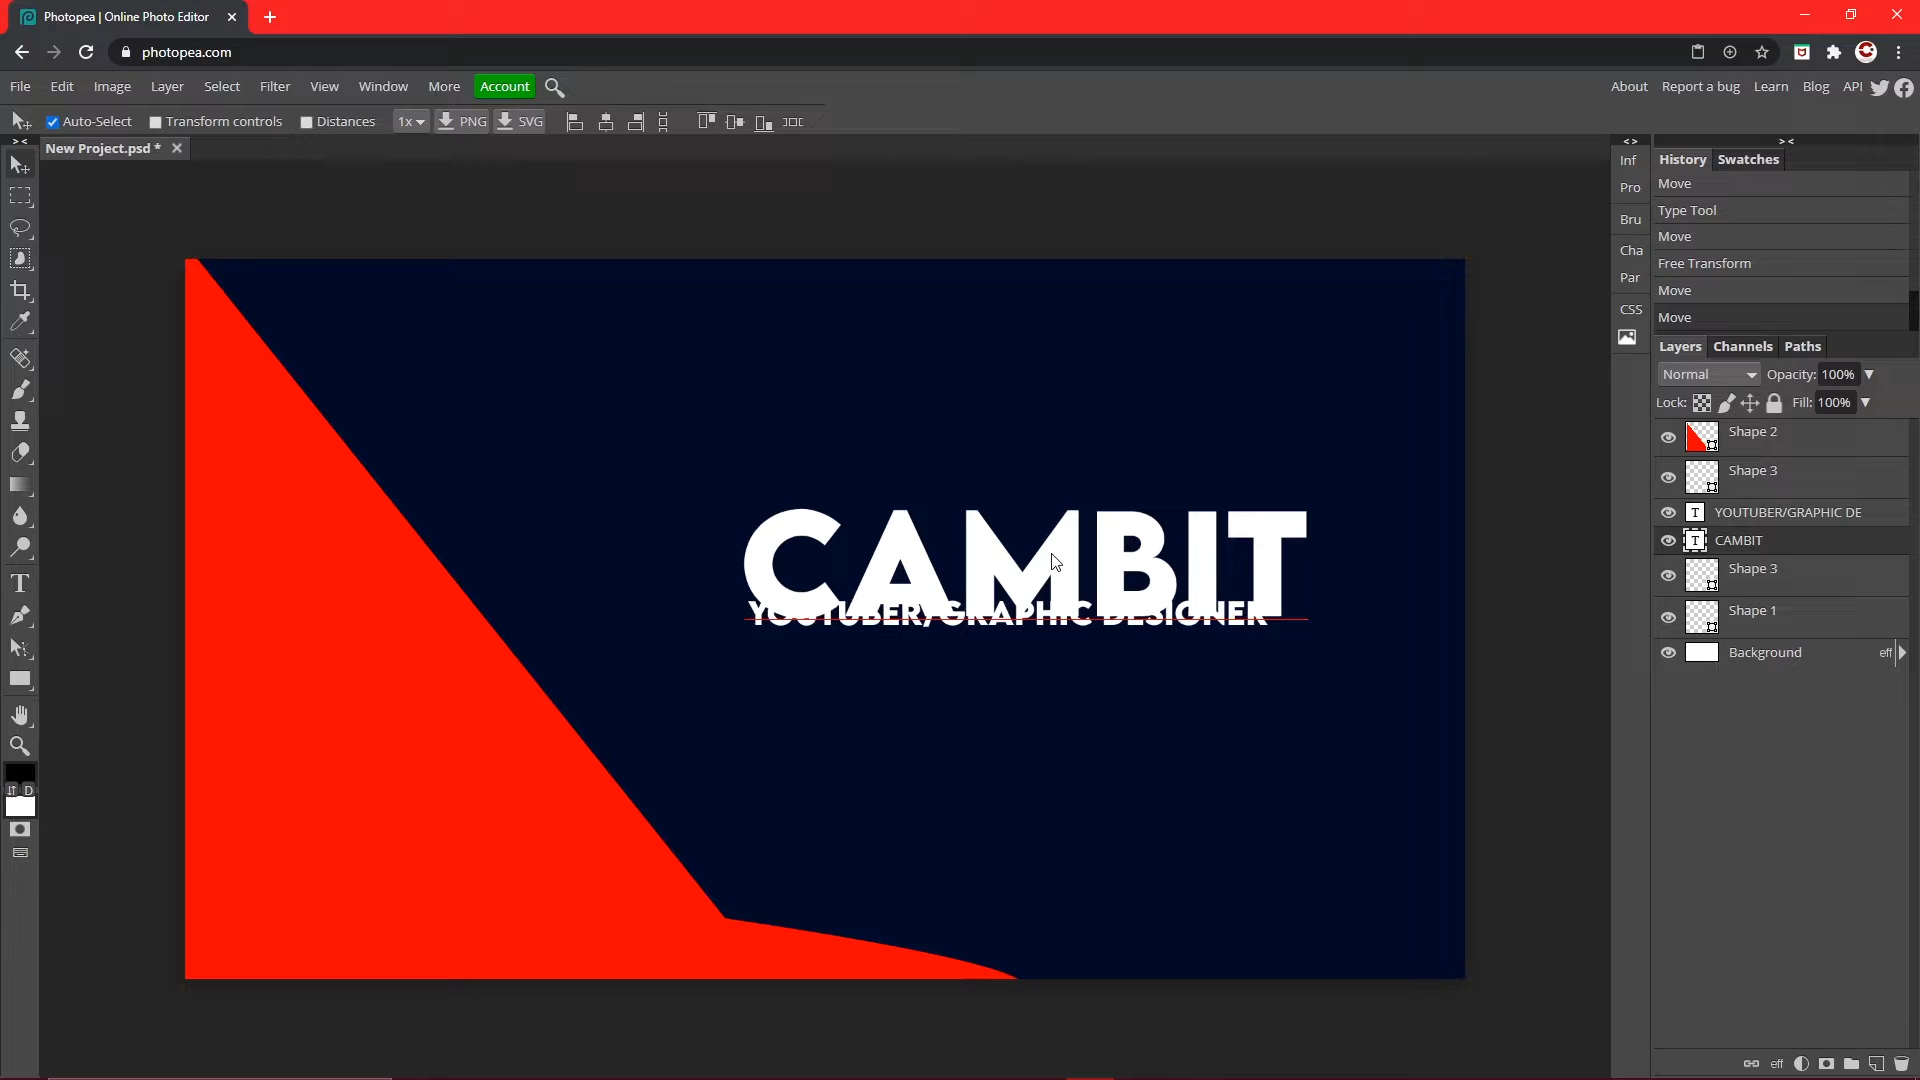 Photopea | Online Photo Editor
photopea.com
File Edit Image Layer Select Filter View Window More Account
About Report a bug Learn Blog API
Auto-Select Transform controls Distances 1x PNG SVG
New Project.psd *
Inf
Pro
Bru
Cha
Par
CSS
History Swatches
Move
Type Tool
Move
Free Transform
Move
Move
Layers Channels Paths
Normal Opacity: 100%
Lock: Fill: 100%
Shape 2
Shape 3
T YOUTUBER/GRAPHIC DE
T CAMBIT
Shape 3
Shape 1
Background eff
CAMBIT
YOUTUBER/GRAPHIC DESIGNER
T
D
eff